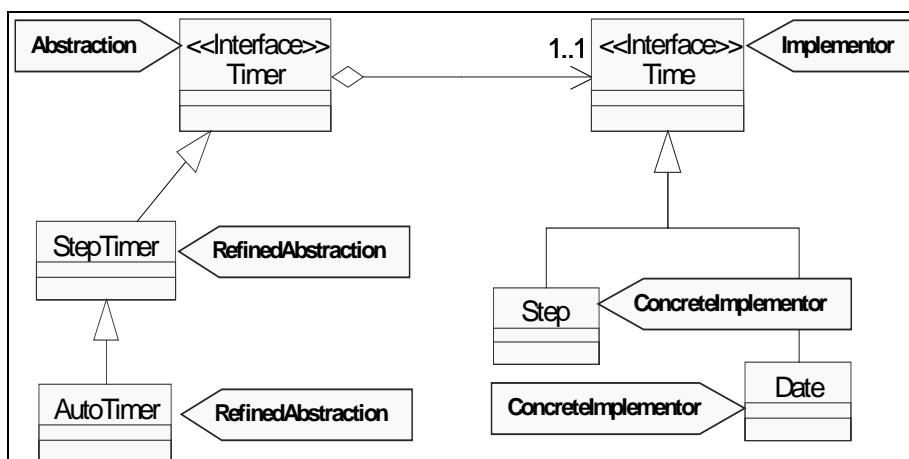 Abstraction
<<Interface>>
Timer
1..1
<<Interface>>
Time
Implementor
StepTimer
RefinedAbstraction
Step
ConcreteImplementor
AutoTimer
RefinedAbstraction
ConcreteImplementor
Date